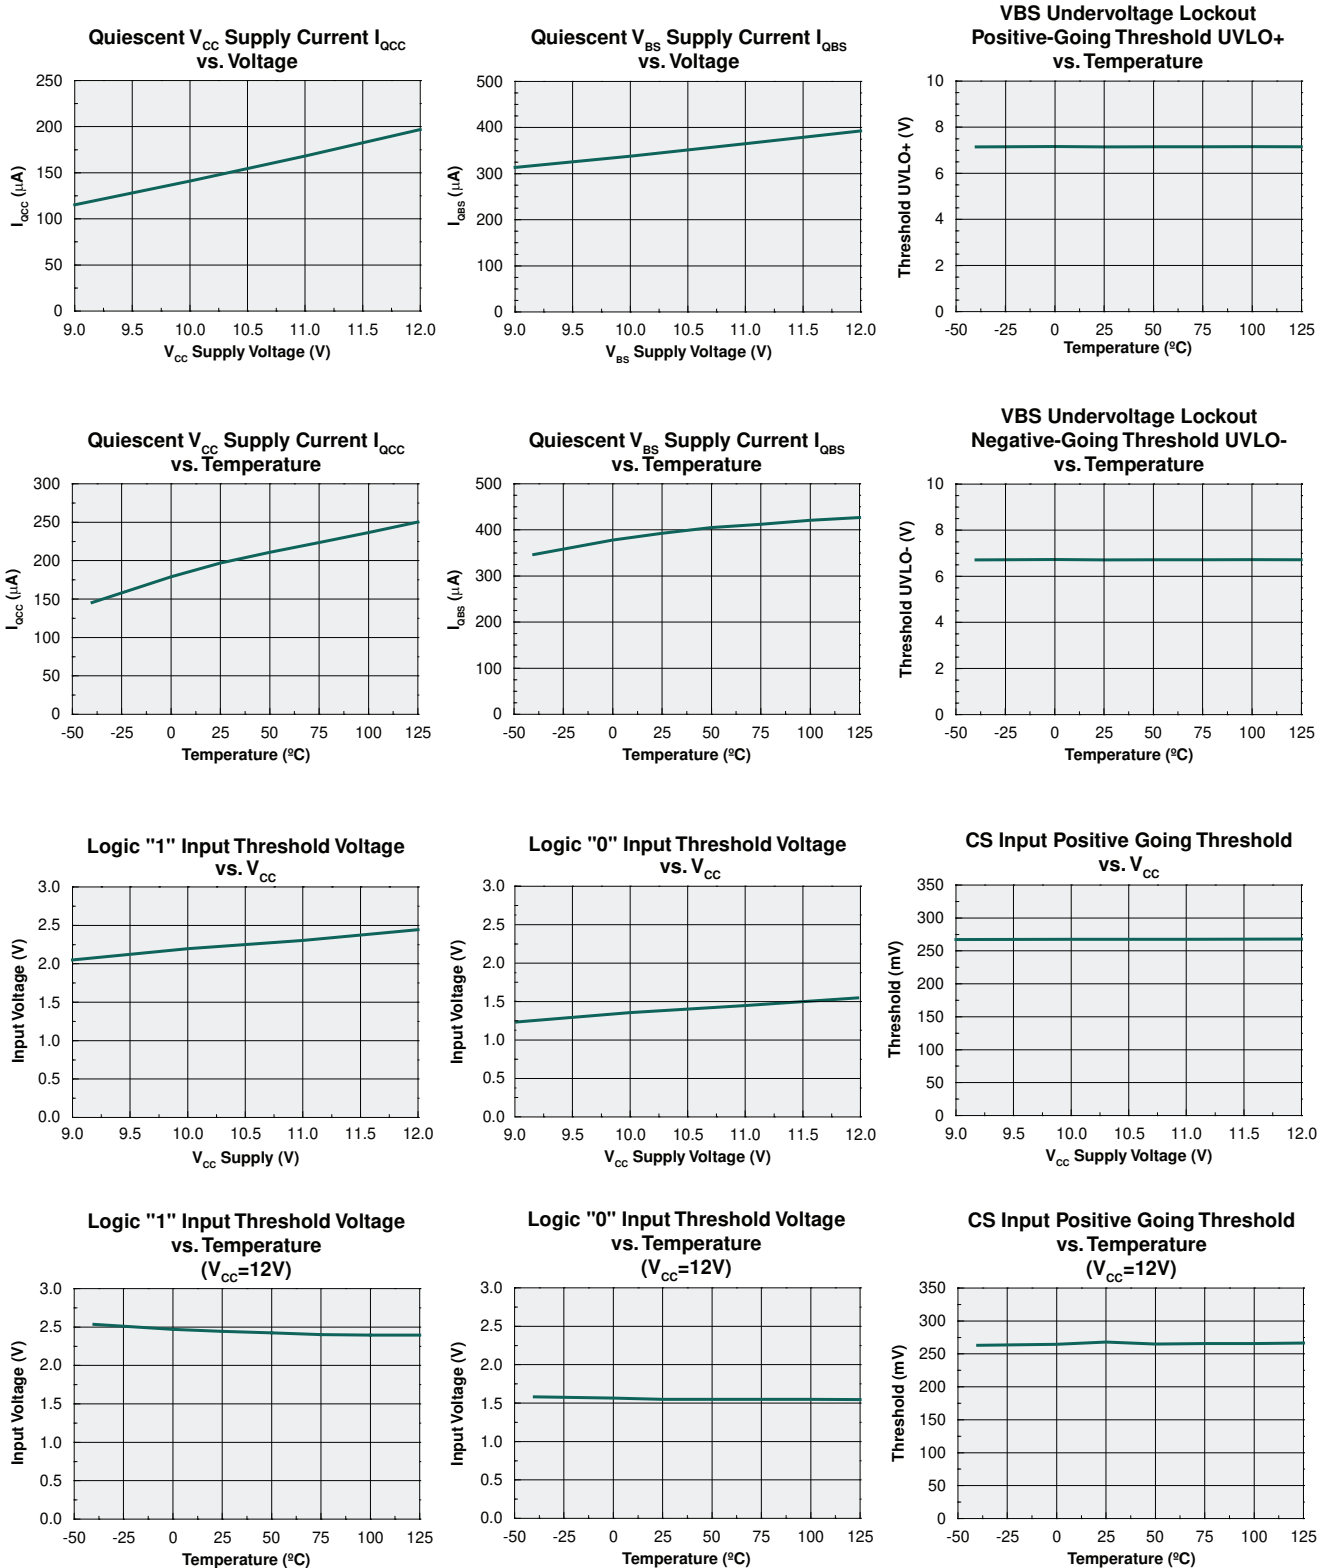 Quiescent VCC Supply Current IQCC
vs. Voltage
250
200
150
100
50
0
IQCC (μA)
9.0 9.5 10.0 10.5 11.0 11.5 12.0
VCC Supply Voltage (V)
Quiescent VBS Supply Current IQBS
vs. Voltage
500
400
300
200
100
0
IQBS (μA)
9.0 9.5 10.0 10.5 11.0 11.5 12.0
VBS Supply Voltage (V)
VBS Undervoltage Lockout
Positive-Going Threshold UVLO+
vs. Temperature
10
8
6
4
2
0
Threshold UVLO+ (V)
-50 -25 0 25 50 75 100 125
Temperature (ºC)
Quiescent VCC Supply Current IQCC
vs. Temperature
300
250
200
150
100
50
0
IQCC (μA)
-50 -25 0 25 50 75 100 125
Temperature (ºC)
Quiescent VBS Supply Current IQBS
vs. Temperature
500
400
300
200
100
0
IQBS (μA)
-50 -25 0 25 50 75 100 125
Temperature (ºC)
VBS Undervoltage Lockout
Negative-Going Threshold UVLO-
vs. Temperature
10
8
6
4
2
0
Threshold UVLO- (V)
-50 -25 0 25 50 75 100 125
Temperature (ºC)
Logic "1" Input Threshold Voltage
vs. VCC
3.0
2.5
2.0
1.5
1.0
0.5
0.0
Input Voltage (V)
9.0 9.5 10.0 10.5 11.0 11.5 12.0
VCC Supply (V)
Logic "0" Input Threshold Voltage
vs. VCC
3.0
2.5
2.0
1.5
1.0
0.5
0.0
Input Voltage (V)
9.0 9.5 10.0 10.5 11.0 11.5 12.0
VCC Supply Voltage (V)
CS Input Positive Going Threshold
vs. VCC
350
300
250
200
150
100
50
0
Threshold (mV)
9.0 9.5 10.0 10.5 11.0 11.5 12.0
VCC Supply Voltage (V)
Logic "1" Input Threshold Voltage
vs. Temperature
(VCC=12V)
3.0
2.5
2.0
1.5
1.0
0.5
0.0
Input Voltage (V)
-50 -25 0 25 50 75 100 125
Temperature (ºC)
Logic "0" Input Threshold Voltage
vs. Temperature
(VCC=12V)
3.0
2.5
2.0
1.5
1.0
0.5
0.0
Input Voltage (V)
-50 -25 0 25 50 75 100 125
Temperature (ºC)
CS Input Positive Going Threshold
vs. Temperature
(VCC=12V)
350
300
250
200
150
100
50
0
Threshold (mV)
-50 -25 0 25 50 75 100 125
Temperature (ºC)